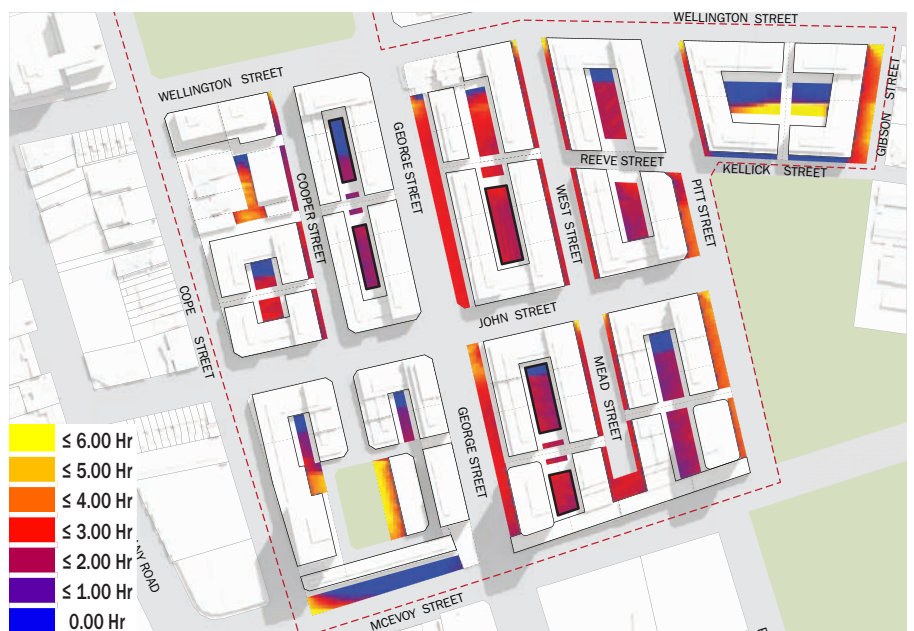 WELLINGTON STREET
WELLINGTON STREET
GIBSON STREET
GEORGE STREET
REEVE STREET
KELLICK STREET
COOPER STREET
WEST STREET
PITT STREET
COPE STREET
JOHN STREET
MEAD STREET
GEORGE STREET
≤ 6.00 Hr
≤ 5.00 Hr
≤ 4.00 Hr
≤ 3.00 Hr
≤ 2.00 Hr
≤ 1.00 Hr
0.00 Hr
ROAD
MCEVOY STREET